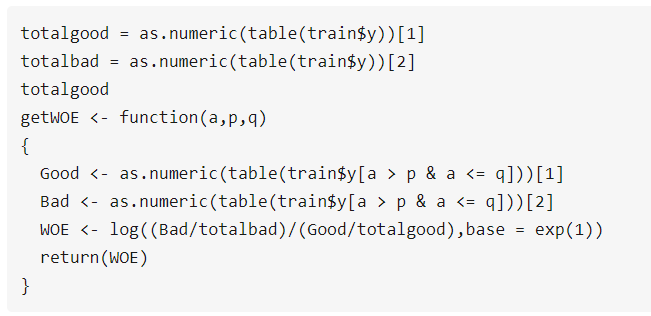 totalgood = as.numeric(table(train$y))[1]
totalbad = as.numeric(table(train$y))[2]
totalgood
getWOE <- function(a,p,q)
{
  Good <- as.numeric(table(train$y[a > p & a <= q]))[1]
  Bad <- as.numeric(table(train$y[a > p & a <= q]))[2]
  WOE <- log((Bad/totalbad)/(Good/totalgood),base = exp(1))
  return(WOE)
}